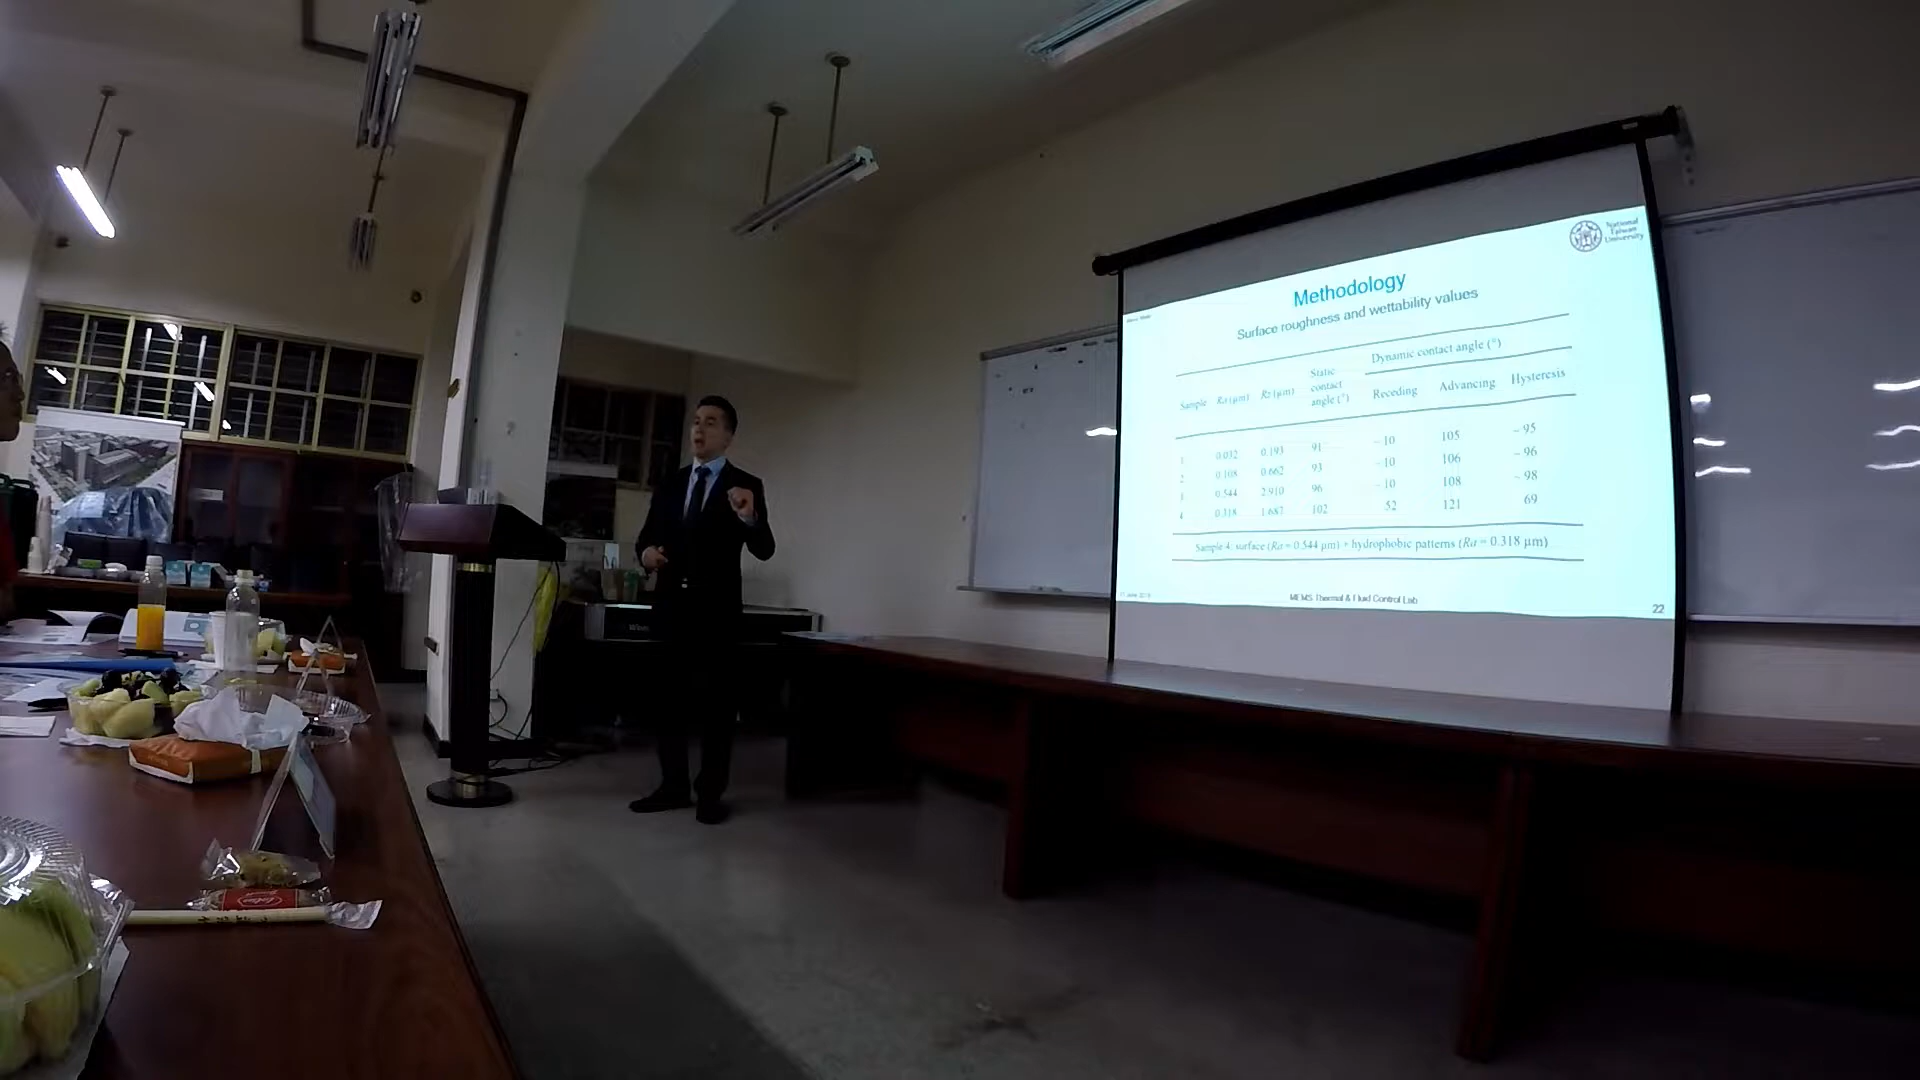 National
Taiwan
University
Methodology
Surface roughness and wettability values
Sample Ra (μm) Rz (μm) Static contact angle (°) Dynamic contact angle (°)
Receding Advancing Hysteresis
1 0.032 0.193 91 ~ 10 105 ~ 95
2 0.108 0.662 93 ~ 10 106 ~ 96
3 0.544 2.910 96 ~ 10 108 ~ 98
4 0.318 1.687 102 52 121 69
Sample 4: surface (Ra = 0.544 μm) + hydrophobic patterns (Ra = 0.318 μm)
MEMS Thermal & Fluid Control Lab
22